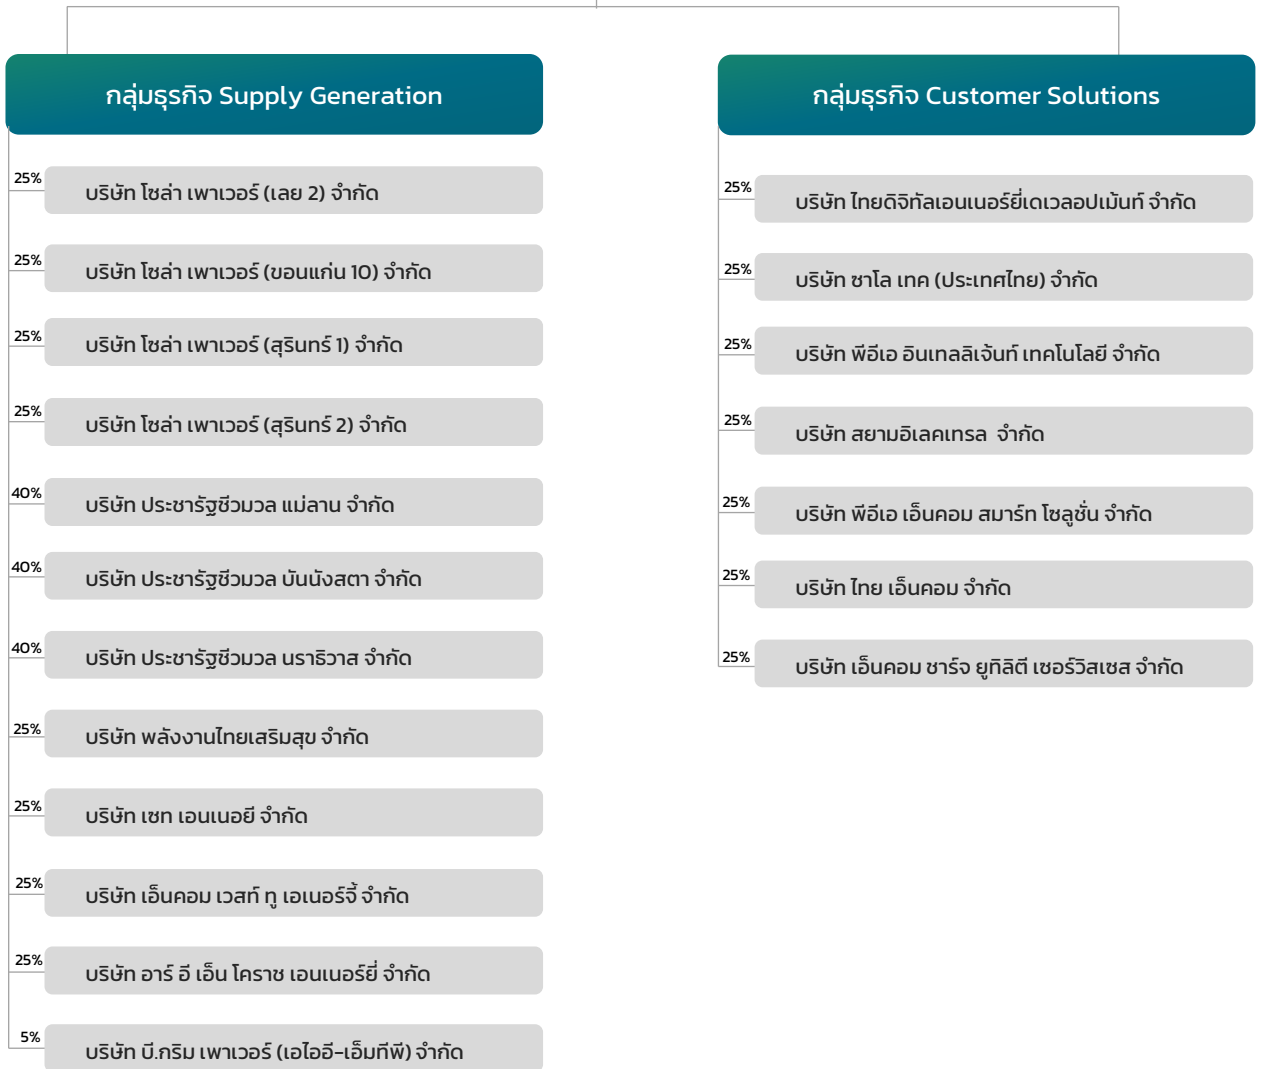 กลุ่มธุรกิจ Supply Generation
25%
บริษัท โซล่า เพาเวอร์ (เลย 2) จำกัด
25%
บริษัท โซล่า เพาเวอร์ (ขอนแก่น 10) จำกัด
25%
บริษัท โซล่า เพาเวอร์ (สุรินทร์ 1) จำกัด
25%
บริษัท โซล่า เพาเวอร์ (สุรินทร์ 2) จำกัด
40%
บริษัท ประชารัฐชีวมวล แม่ลาน จำกัด
40%
บริษัท ประชารัฐชีวมวล บันนังสตา จำกัด
40%
บริษัท ประชารัฐชีวมวล นราธิวาส จำกัด
25%
บริษัท พลังงานไทยเสริมสุข จำกัด
25%
บริษัท เซท เอนเนอยี จำกัด
25%
บริษัท เอ็นคอม เวสท์ ทู เอเนอร์จี้ จำกัด
25%
บริษัท อาร์ อี เอ็น โคราช เอนเนอร์ยี่ จำกัด
5%
บริษัท บี.กริม เพาเวอร์ (เอไออี-เอ็มทีพี) จำกัด
กลุ่มธุรกิจ Customer Solutions
25%
บริษัท ไทยดิจิทัลเอนเนอร์ยี่เดเวลอปเม้นท์ จำกัด
25%
บริษัท ซาโล เทค (ประเทศไทย) จำกัด
25%
บริษัท พีอีเอ อินเทลลิเจ้นท์ เทคโนโลยี จำกัด
25%
บริษัท สยามอิเลคเทรล จำกัด
25%
บริษัท พีอีเอ เอ็นคอม สมาร์ท โซลูชั่น จำกัด
25%
บริษัท ไทย เอ็นคอม จำกัด
25%
บริษัท เอ็นคอม ชาร์จ ยูทิลิตี เซอร์วิสเซส จำกัด